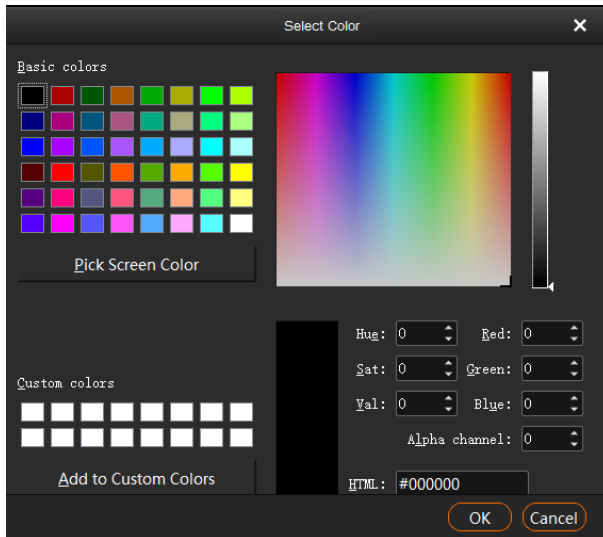 Select Color
Basic colors
Pick Screen Color
Hue: 0
Red: 0
Sat: 0
Green: 0
Val: 0
Blue: 0
Alpha channel: 0
Custom colors
Add to Custom Colors
HTML: #000000
OK
Cancel